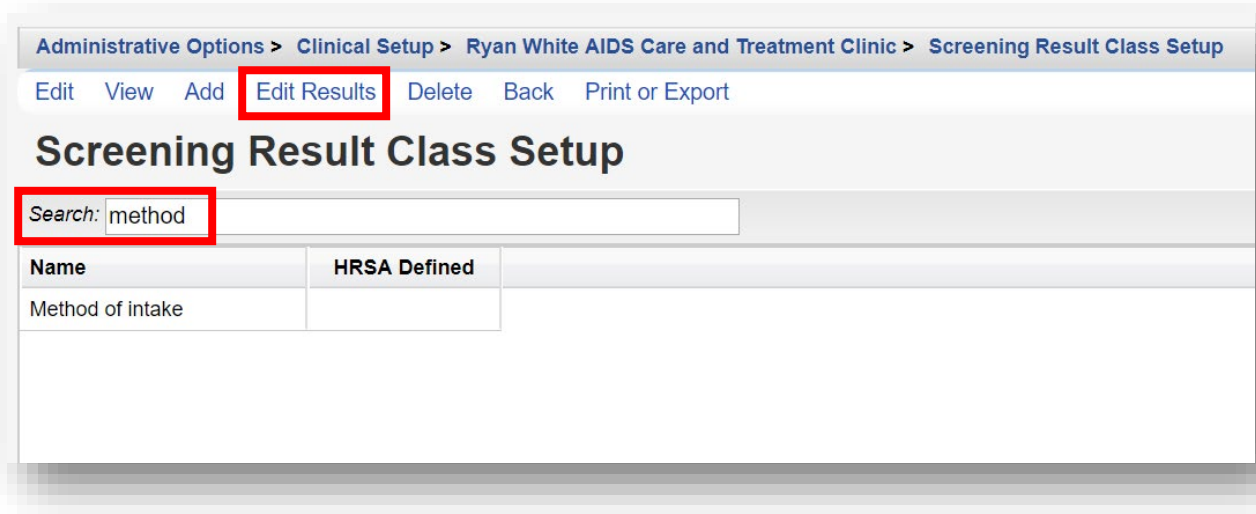 Administrative Options > Clinical Setup > Ryan White AIDS Care and Treatment Clinic > Screening Result Class Setup
Edit View Add Edit Results Delete Back Print or Export
Screening Result Class Setup
Search: method
Name HRSA Defined
Method of intake